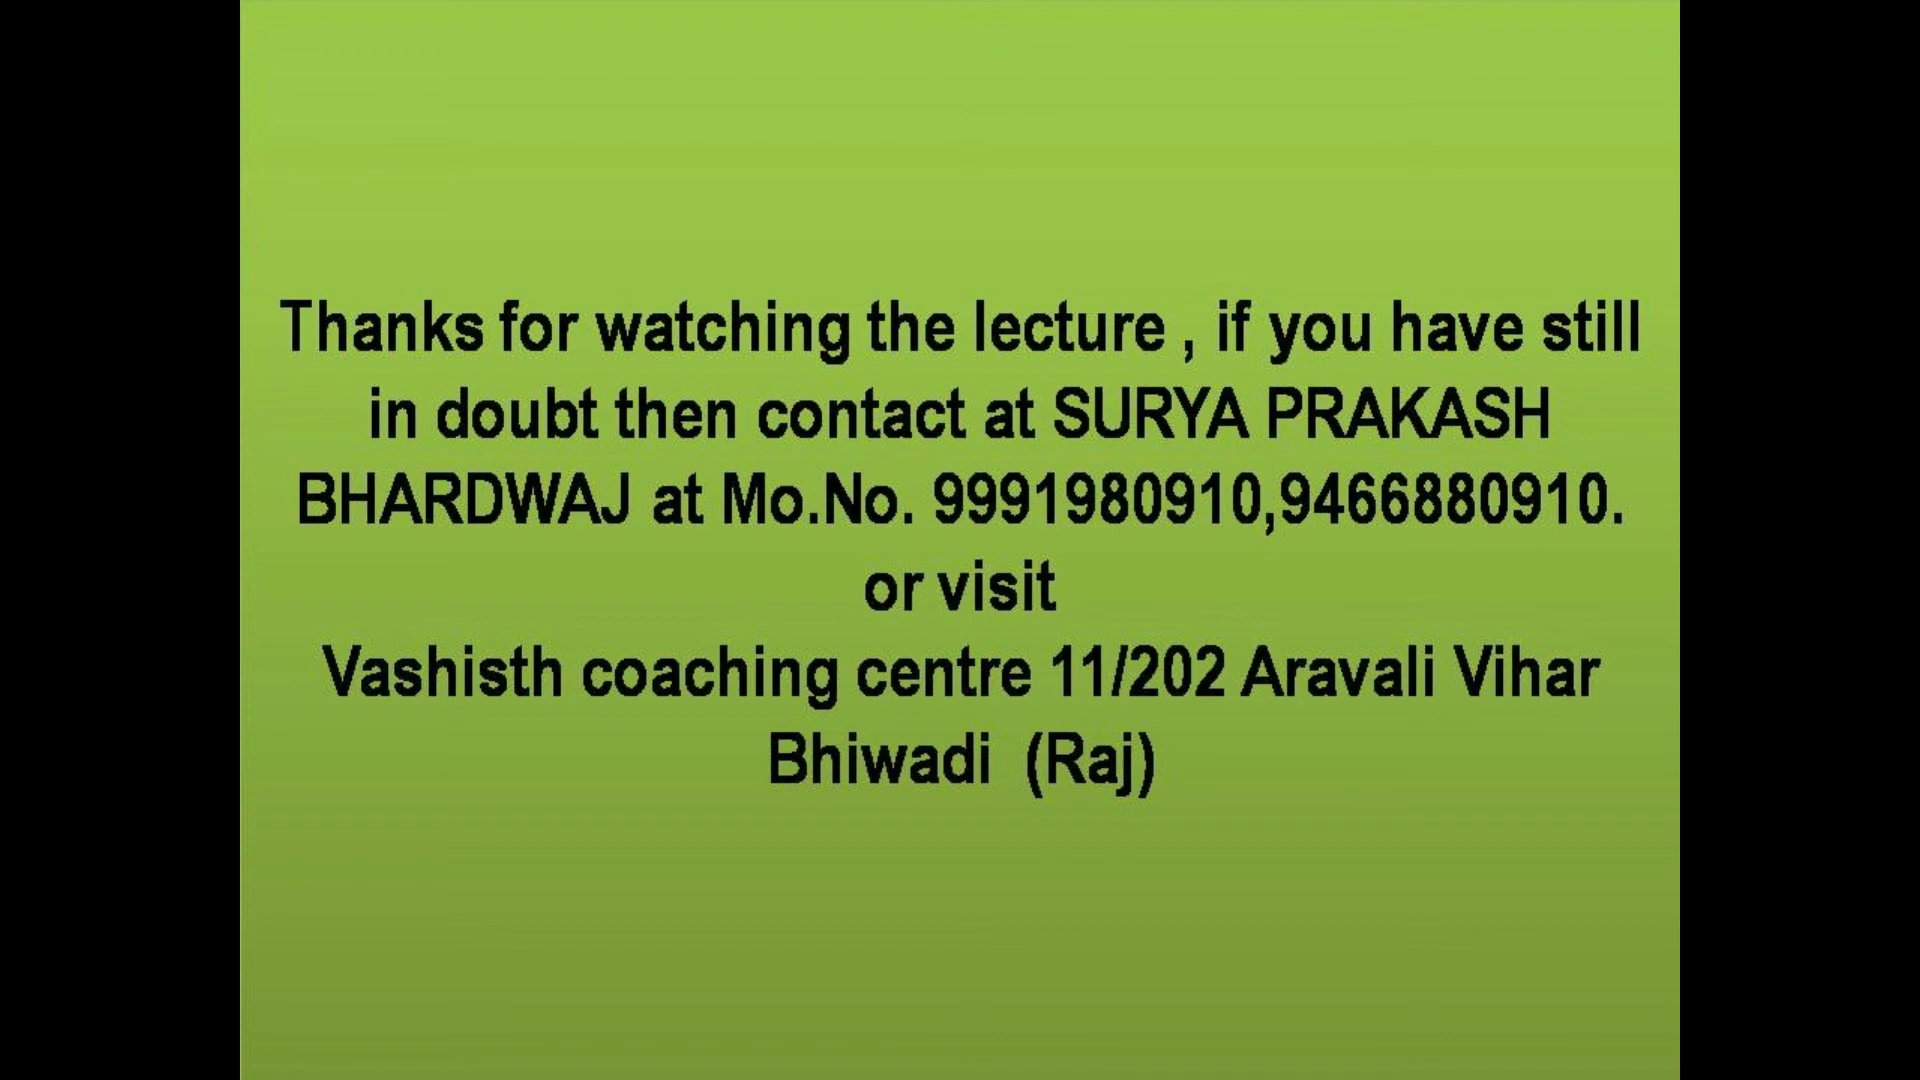 Thanks for watching the lecture , if you have still
in doubt then contact at SURYA PRAKASH
BHARDWAJ at Mo.No. 9991980910,9466880910.
or visit
Vashisth coaching centre 11/202 Aravali Vihar
Bhiwadi (Raj)